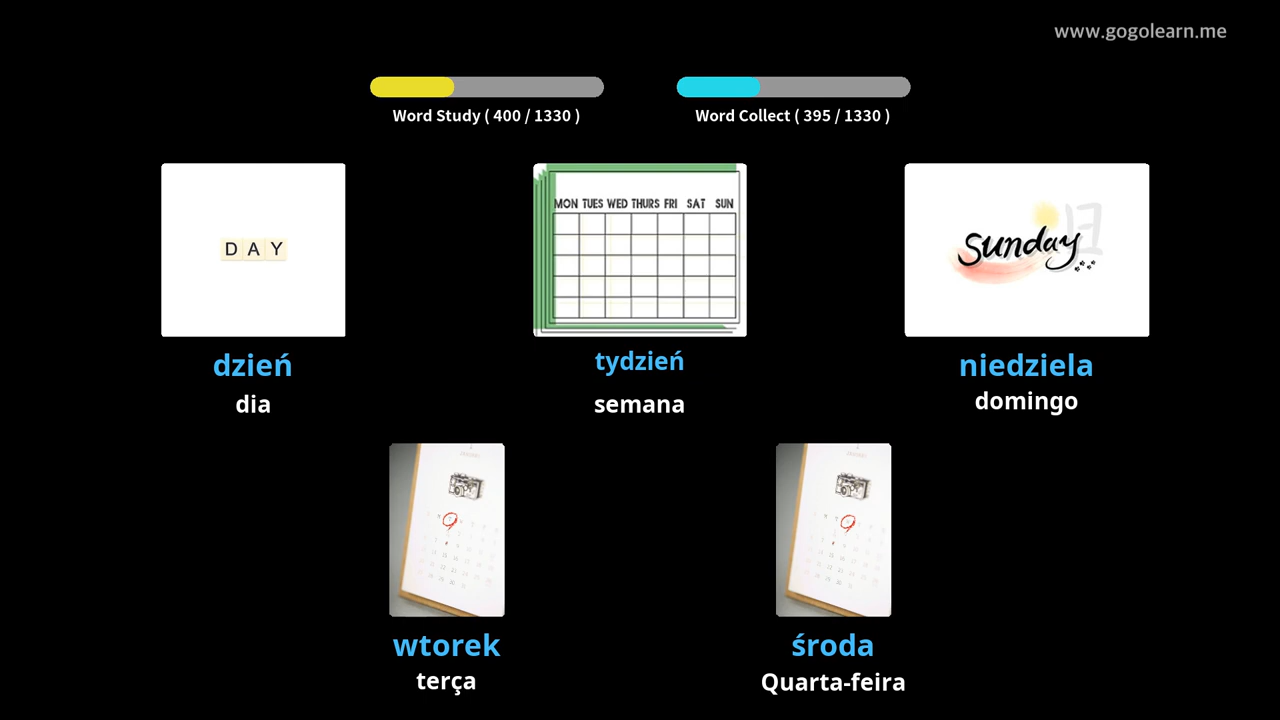 www.gogolearn.me
Word Study ( 400 / 1330 )
Word Collect ( 395 / 1330 )
DAY
MON TUES WED THURS FRI SAT SUN
Sunday 日
dzień
dia
tydzień
semana
niedziela
domingo
wtorek
terça
środa
Quarta-feira